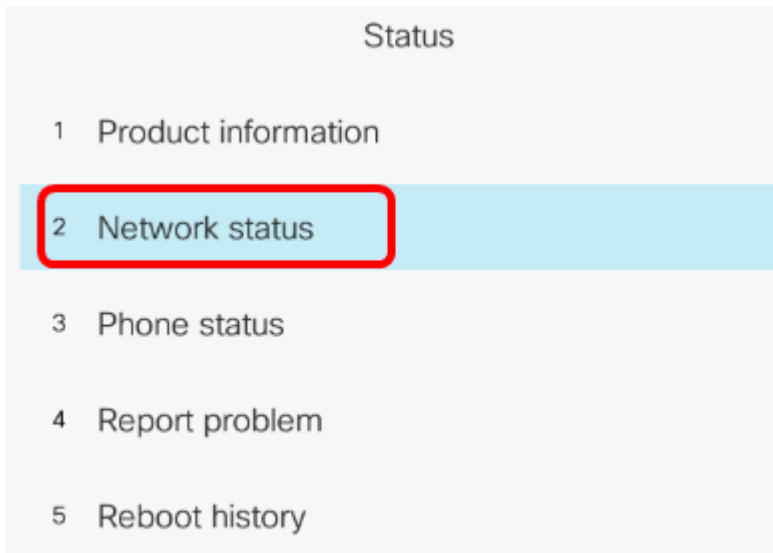 Status
1 Product information
2 Network status
3 Phone status
4 Report problem
5 Reboot history